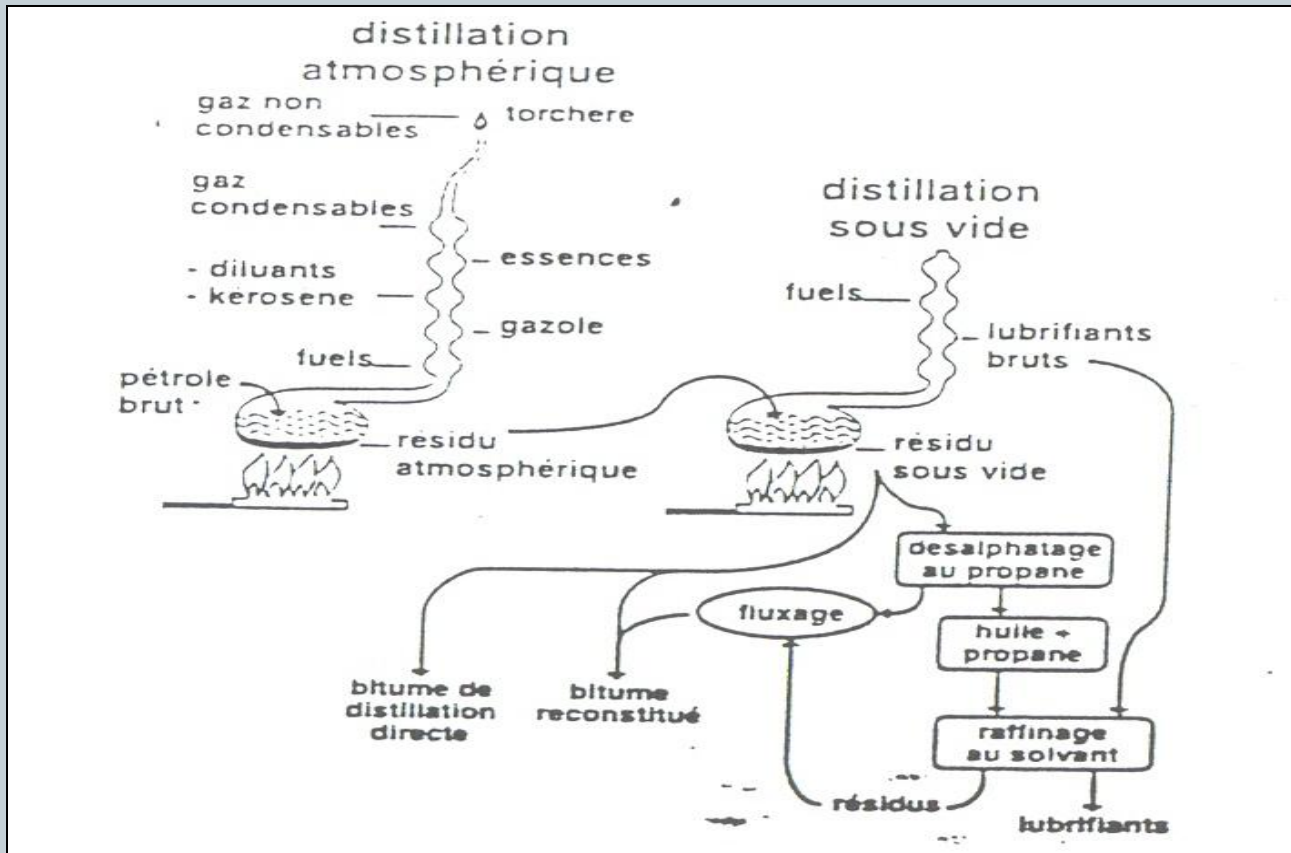 distillation
atmosphérique
gaz non
condensables
torchere
gaz
condensables
essences
- diluants
- kérosene
gazole
fuels
pétrole
brut
résidu
atmosphérique
distillation
sous vide
fuels
lubrifiants
bruts
résidu
sous vide
desalphatage
au propane
fluxage
huile +
propane
bitume de
distillation
directe
bitume
reconstitué
raffinage
au solvant
résidus
lubrifiants